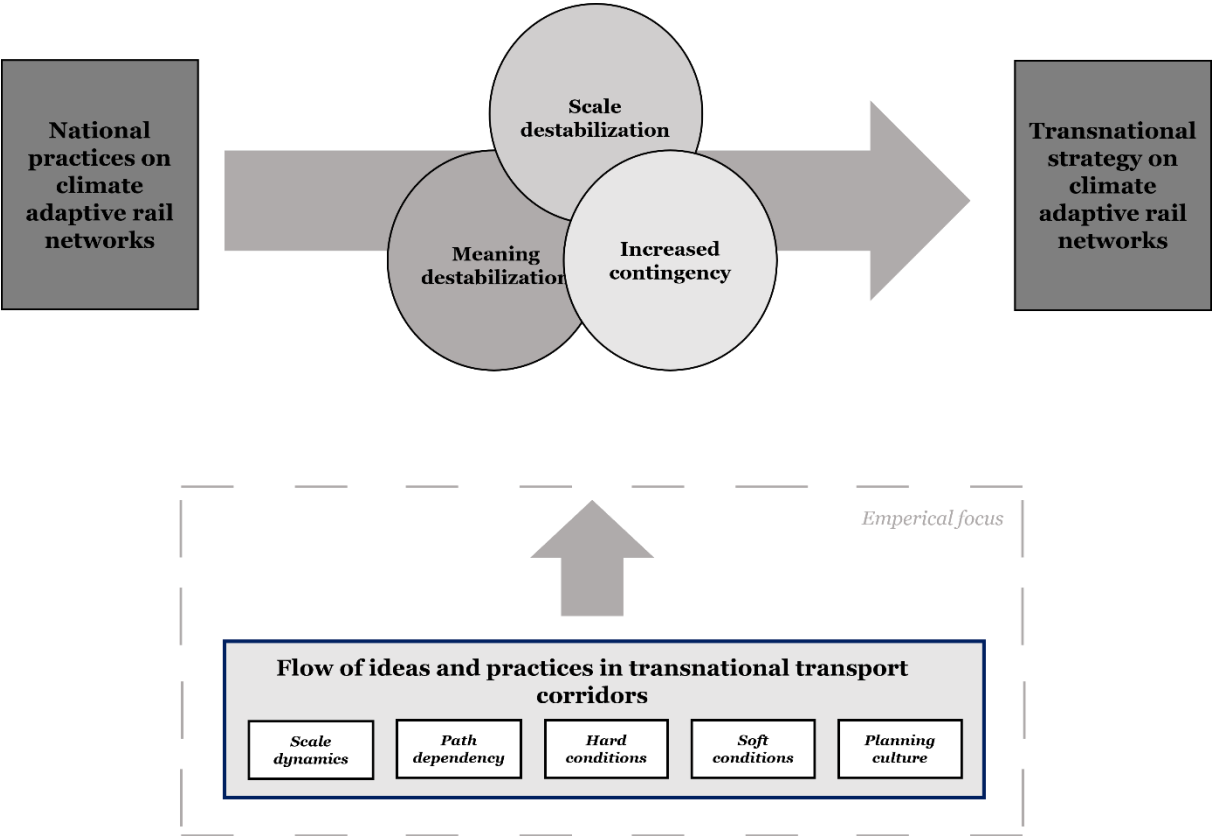 National
practices on
climate
adaptive rail
networks
Scale
destabilization
Meaning
destabilization
Increased
contingency
Transnational
strategy on
climate
adaptive rail
networks
Emperical focus
Flow of ideas and practices in transnational transport
corridors
Scale
dynamics
Path
dependency
Hard
conditions
Soft
conditions
Planning
culture